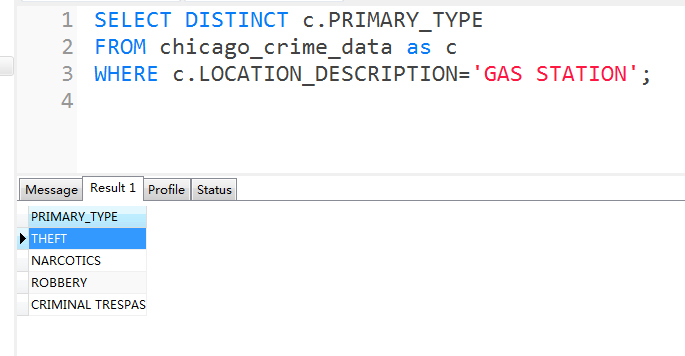 1 SELECT DISTINCT c.PRIMARY_TYPE
2 FROM chicago_crime_data as c
3 WHERE c.LOCATION_DESCRIPTION='GAS STATION';
4
Message Result 1 Profile Status
PRIMARY_TYPE
THEFT
NARCOTICS
ROBBERY
CRIMINAL TRESPAS